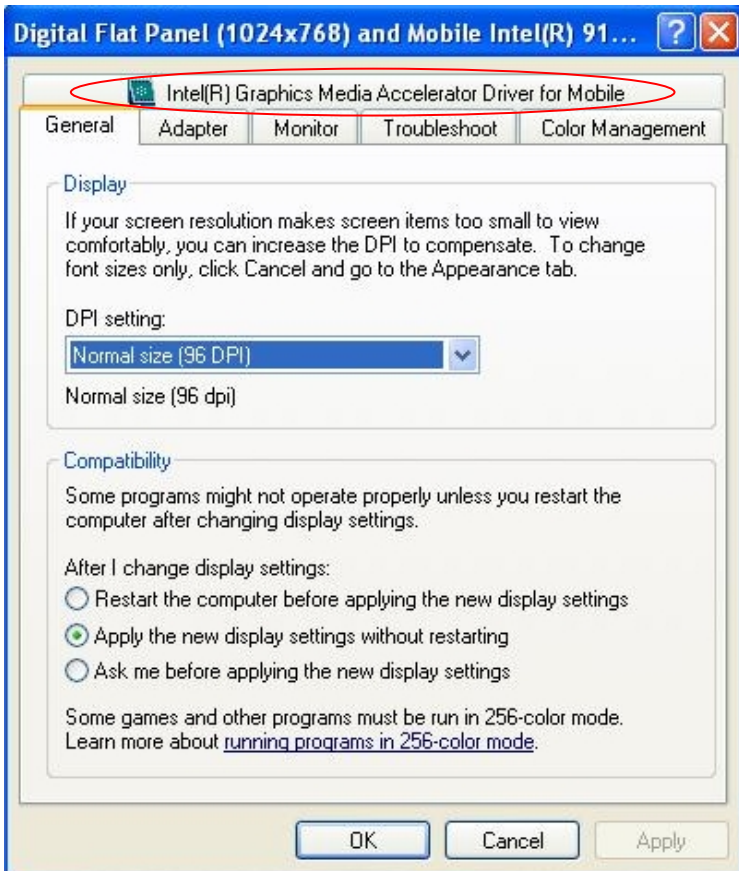 Digital Flat Panel (1024x768) and Mobile Intel(R) 91...
Intel(R) Graphics Media Accelerator Driver for Mobile
General Adapter Monitor Troubleshoot Color Management
Display
If your screen resolution makes screen items too small to view
comfortably, you can increase the DPI to compensate. To change
font sizes only, click Cancel and go to the Appearance tab.
DPI setting:
Normal size (96 DPI)
Normal size (96 dpi)
Compatibility
Some programs might not operate properly unless you restart the
computer after changing display settings.
After I change display settings:
Restart the computer before applying the new display settings
Apply the new display settings without restarting
Ask me before applying the new display settings
Some games and other programs must be run in 256-color mode.
Learn more about running programs in 256-color mode.
OK Cancel Apply